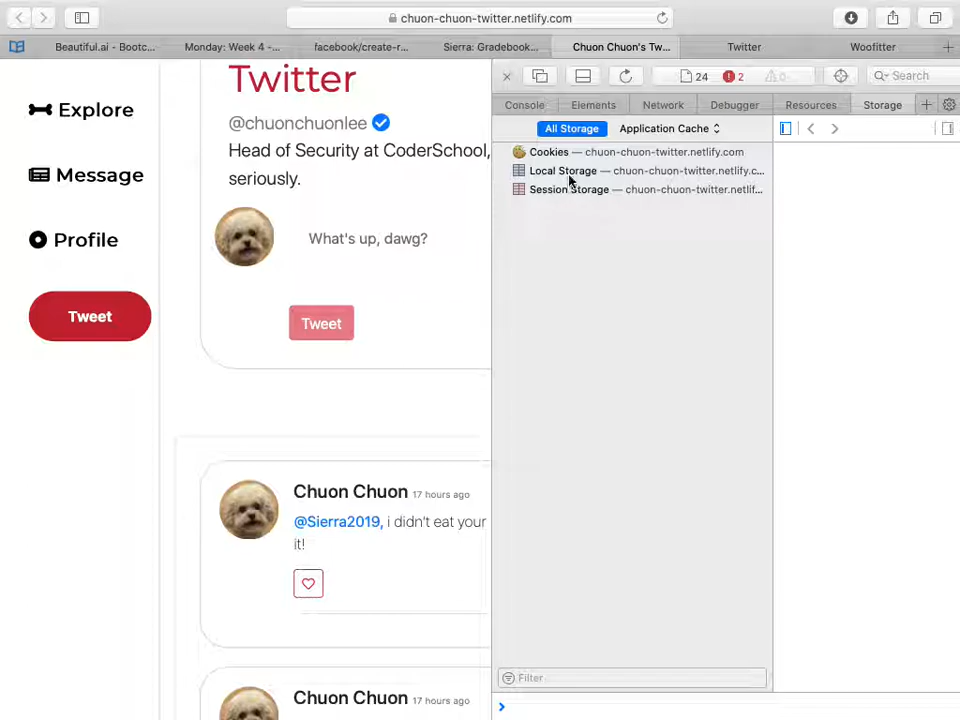 chuon-chuon-twitter.netlify.com
Beautiful.ai - Bootc...
Monday: Week 4 -...
facebook/create-r...
Sierra: Gradebook...
Chuon Chuon's Tw...
Twitter
Woofitter
24
2
0
Search
Console
Elements
Network
Debugger
Resources
Storage
All Storage
Application Cache
Cookies — chuon-chuon-twitter.netlify.com
Local Storage — chuon-chuon-twitter.netlify.c...
Session Storage — chuon-chuon-twitter.netlif...
Filter
Explore
Message
Profile
Tweet
Twitter
@chuonchuonlee
Head of Security at CoderSchool,
seriously.
What's up, dawg?
Tweet
Chuon Chuon 17 hours ago
@Sierra2019, i didn't eat your
it!
Chuon Chuon 17 hours ago